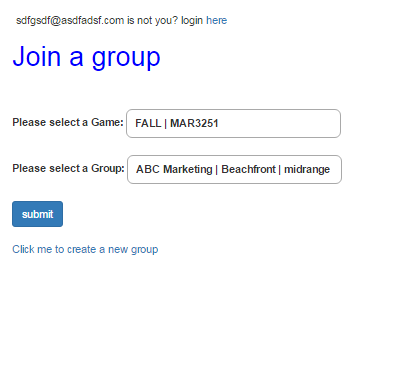 sdfgsdf@asdfadsf.com is not you? login here
Join a group
Please select a Game: FALL | MAR3251
Please select a Group: ABC Marketing | Beachfront | midrange
submit
Click me to create a new group